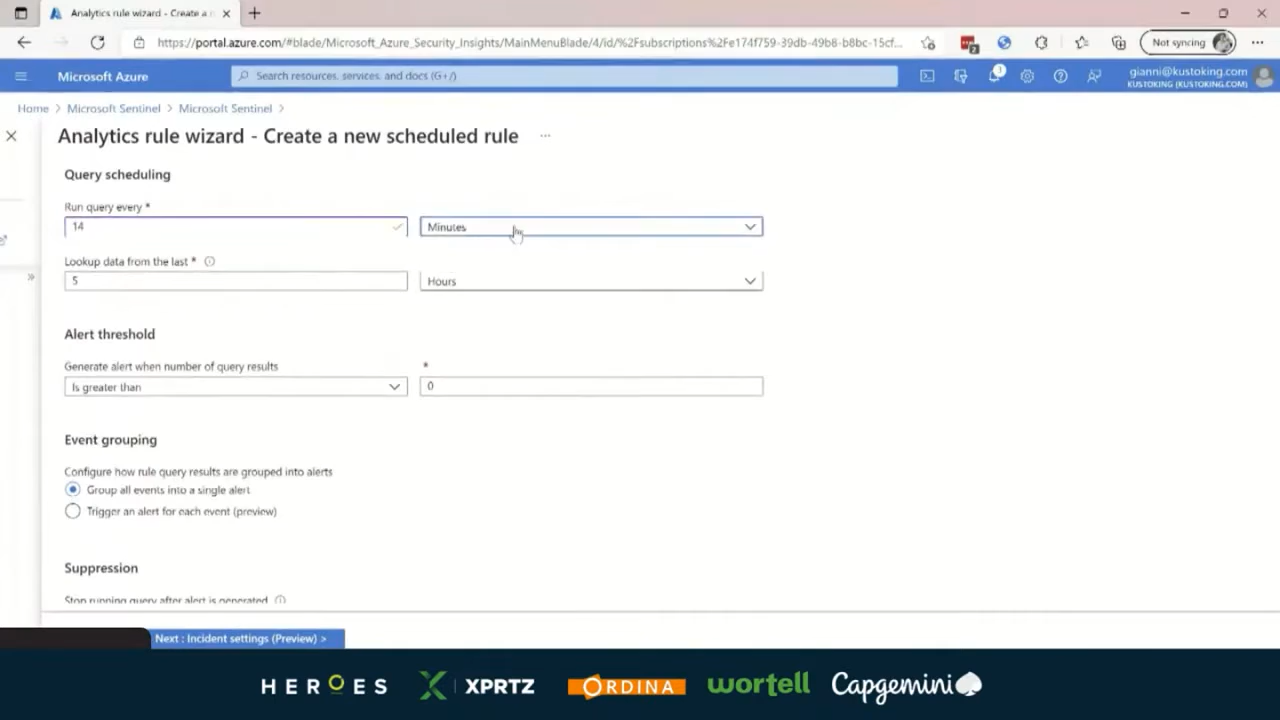 Analytics rule wizard - Create a n
https://portal.azure.com/#blade/Microsoft_Azure_Security_Insights/MainMenuBlade/4/id/%2Fsubscriptions%2Fe174f759-39db-49b8-b8bc-15cf...
2
Not syncing
Microsoft Azure
Search resources, services, and docs (G+/)
1
gianni@kustoking.com
KUSTOKING (KUSTOKING.COM)
Home > Microsoft Sentinel > Microsoft Sentinel >
Analytics rule wizard - Create a new scheduled rule
Query scheduling
Run query every *
14 Minutes
Lookup data from the last *
5 Hours
Alert threshold
Generate alert when number of query results *
Is greater than 0
Event grouping
Configure how rule query results are grouped into alerts
Group all events into a single alert
Trigger an alert for each event (preview)
Suppression
Stop running query after alert is generated
Next : Incident settings (Preview) >
HEROES XPRTZ ORDINA wortell Capgemini